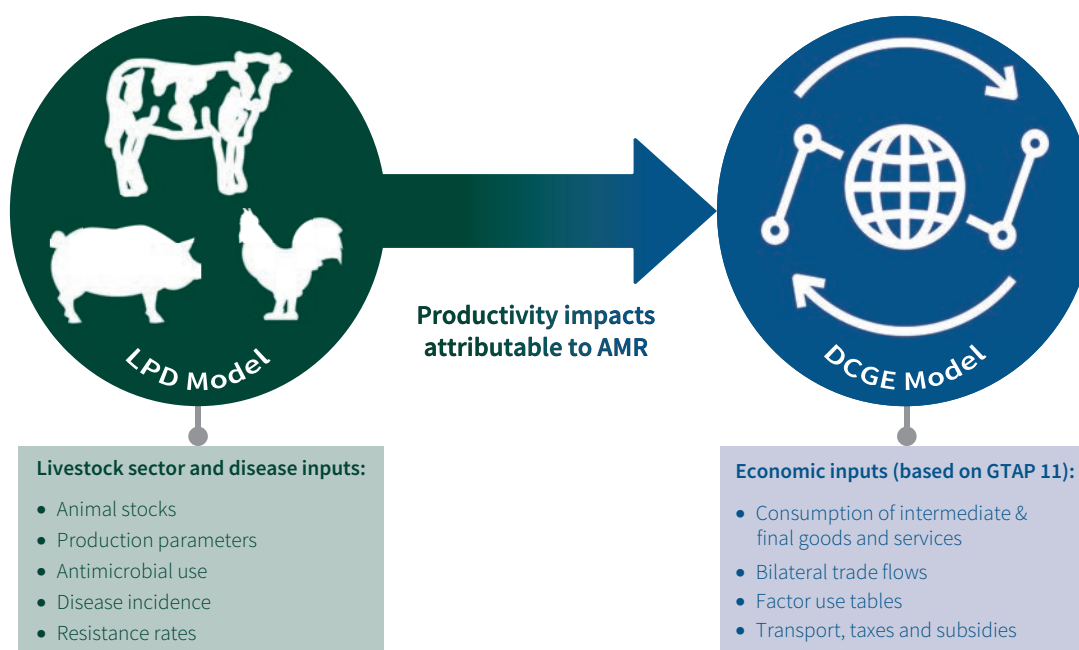 LPD Model
Productivity impacts
attributable to AMR
DCGE Model
Livestock sector and disease inputs:
• Animal stocks
• Production parameters
• Antimicrobial use
• Disease incidence
• Resistance rates
Economic inputs (based on GTAP 11):
• Consumption of intermediate &
final goods and services
• Bilateral trade flows
• Factor use tables
• Transport, taxes and subsidies